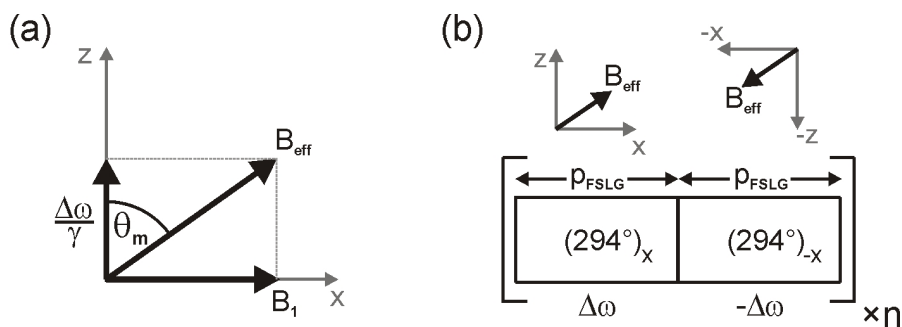 (a)
z
B_eff
Δω/γ
θ_m
B_1
x
(b)
z
B_eff
x
-x
B_eff
-z
p_FSLG p_FSLG
(294°)_x (294°)_-x
Δω -Δω
×n